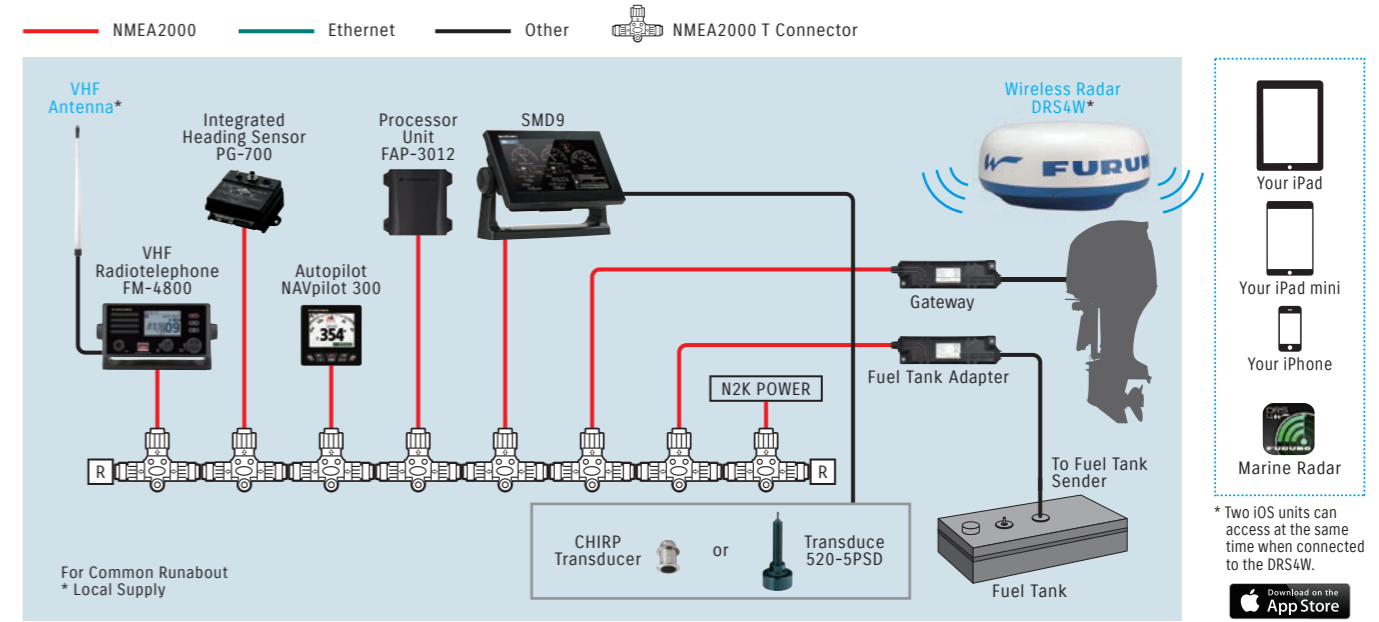 NMEA2000
Ethernet
Other
NMEA2000 T Connector
VHF
Antenna*
Integrated
Heading Sensor
PG-700
Processor
Unit
FAP-3012
SMD9
Wireless Radar
DRS4W*
FURUN
VHF
Radiotelephone
FM-4800
Autopilot
NAVpilot 300
354°
09
Gateway
Fuel Tank Adapter
N2K POWER
R
R
To Fuel Tank
Sender
CHIRP
Transducer
or
Transduce
520-5PSD
Fuel Tank
For Common Runabout
* Local Supply
Your iPad
Your iPad mini
Your iPhone
DRS
FURUNO
Marine Radar
* Two iOS units can
access at the same
time when connected
to the DRS4W.
Download on the
App Store